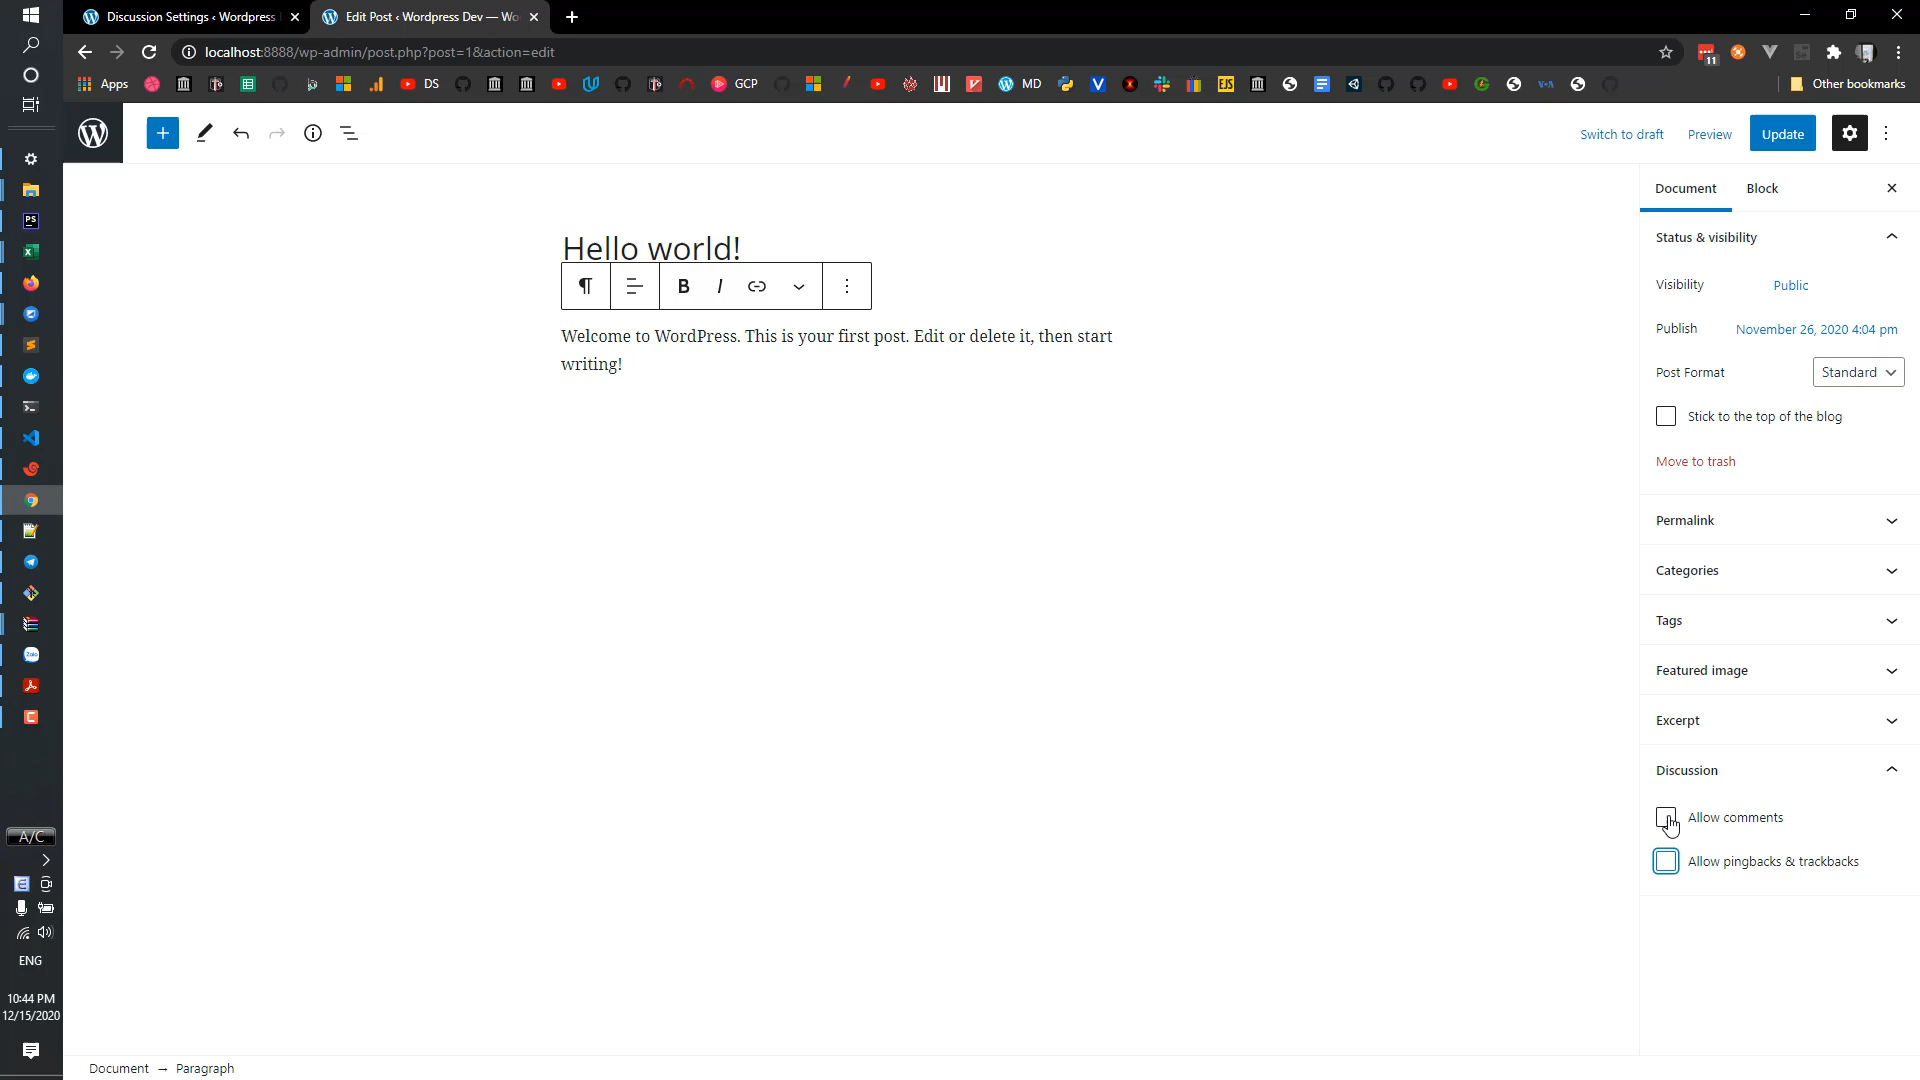 Discussion Settings ‹ Wordpress
Edit Post ‹ Wordpress Dev — Wo
localhost:8888/wp-admin/post.php?post=1&action=edit
11
Apps
DS
GCP
MD
EJS
Other bookmarks
Switch to draft
Preview
Update
Document
Block
Status & visibility
Visibility
Public
Publish
November 26, 2020 4:04 pm
Post Format
Standard
Stick to the top of the blog
Move to trash
Permalink
Categories
Tags
Featured image
Excerpt
Discussion
Allow comments
Allow pingbacks & trackbacks
Hello world!
B
I
Welcome to WordPress. This is your first post. Edit or delete it, then start
writing!
PS
Zalo
A/C
E
ENG
10:44 PM
12/15/2020
Document → Paragraph